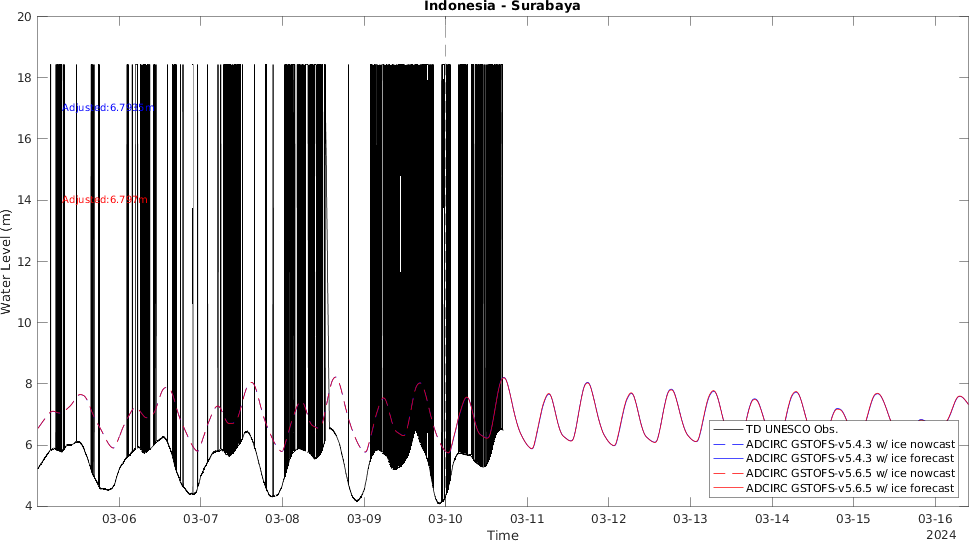 Indonesia - Surabaya
20
18
16
14
12
10
8
6
4
Water Level (m)
Adjusted:6.797m
TD UNESCO Obs.
ADCIRC GSTOFS-v5.4.3 w/ ice nowcast
ADCIRC GSTOFS-v5.4.3 w/ ice forecast
ADCIRC GSTOFS-v5.6.5 w/ ice nowcast
ADCIRC GSTOFS-v5.6.5 w/ ice forecast
03-06 03-07 03-08 03-09 03-10 03-11 03-12 03-13 03-14 03-15 03-16
2024
Time